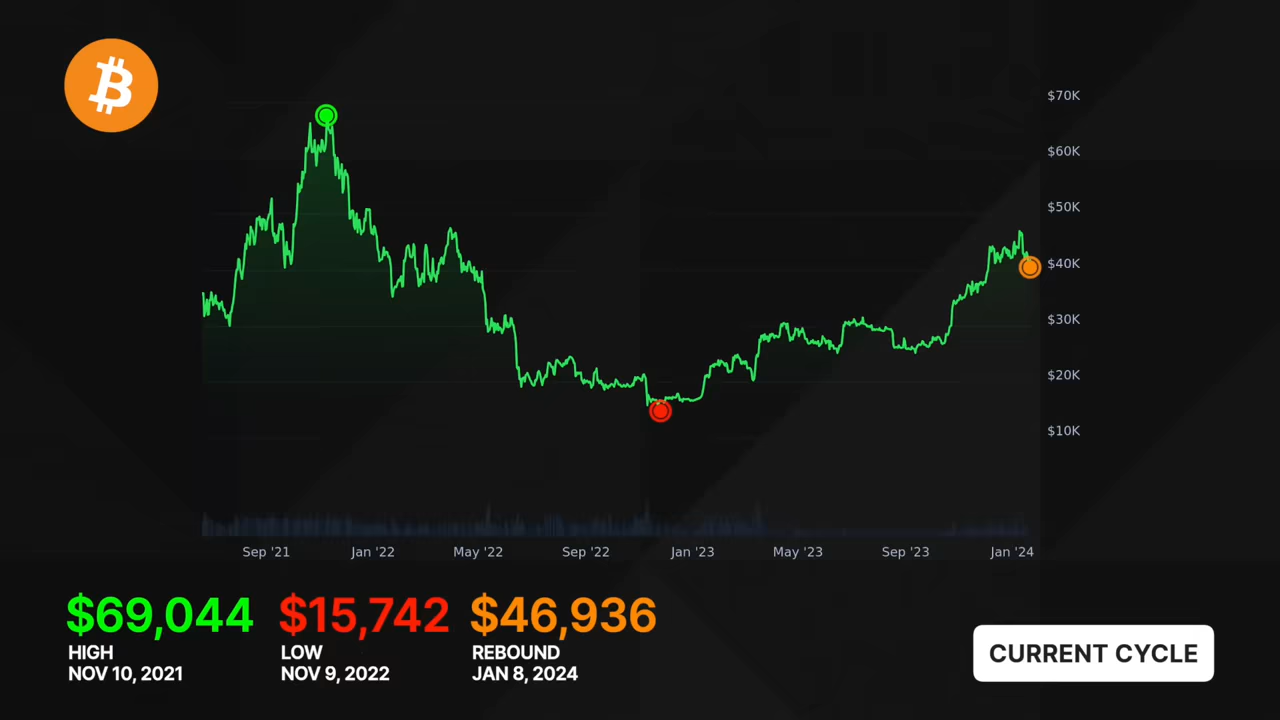 $70K
$60K
$50K
$40K
$30K
$20K
$10K
Sep '21 Jan '22 May '22 Sep '22 Jan '23 May '23 Sep '23 Jan '24
$69,044 $15,742 $46,936
HIGH LOW REBOUND
NOV 10, 2021 NOV 9, 2022 JAN 8, 2024
CURRENT CYCLE